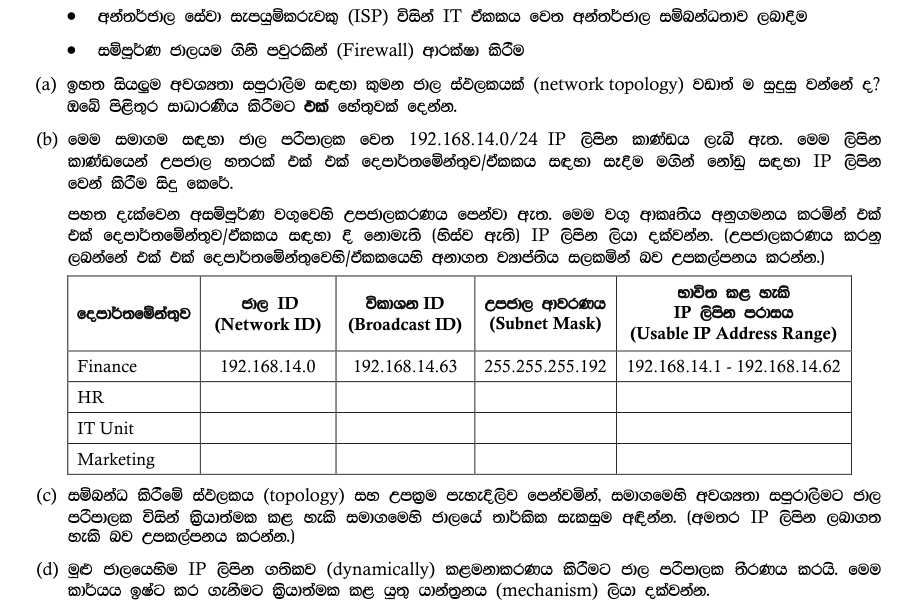 • අන්තර්ජාල සේවා සැපයුම්කරුවකු (ISP) විසින් IT ඒකකය වෙත අන්තර්ජාල සම්බන්ධතාව ලබාදීම
• සම්පූර්ණ ජාලයම ගිනි පවුරකින් (Firewall) ආරක්ෂා කිරීම
(a) ඉහත සියලුම අවශ්‍යතා සපුරාලීම සඳහා කුමන ජාල ස්ථලකයක් (network topology) වඩාත් ම සුදුසු වන්නේ ද?
ඔබේ පිළිතුර සාධාරණීය කිරීමට එක් හේතුවක් දෙන්න.
(b) මෙම සමාගම සඳහා ජාල පරිපාලක වෙත 192.168.14.0/24 IP ලිපින කාණ්ඩය ලැබී ඇත. මෙම ලිපින
කාණ්ඩයෙන් උපජාල හතරක් එක් එක් දෙපාර්තමේන්තුව/ඒකකය සඳහා සෑදීම මගින් නෝඩු සඳහා IP ලිපින
වෙන් කිරීම සිදු කෙරේ.
පහත දැක්වෙන අසම්පූර්ණ වගුවෙහි උපජාලකරණය පෙන්වා ඇත. මෙම වගු ආකෘතිය අනුගමනය කරමින් එක්
එක් දෙපාර්තමේන්තුව/ඒකකය සඳහා දී නොමැති (හිස්ව ඇති) IP ලිපින ලියා දක්වන්න. (උපජාලකරණය කරනු
ලබන්නේ එක් එක් දෙපාර්තමේන්තුවෙහි/ඒකකයෙහි අනාගත ව්‍යාප්තිය සලකමින් බව උපකල්පනය කරන්න.)
දෙපාර්තමේන්තුව
ජාල ID
(Network ID)
විකාශන ID
(Broadcast ID)
උපජාල ආවරණය
(Subnet Mask)
භාවිත කළ හැකි
IP ලිපින පරාසය
(Usable IP Address Range)
Finance 192.168.14.0 192.168.14.63 255.255.255.192 192.168.14.1 - 192.168.14.62
HR
IT Unit
Marketing
(c) සම්බන්ධ කිරීමේ ස්ථලකය (topology) සහ උපක්‍රම පැහැදිලිව පෙන්වමින්, සමාගමෙහි අවශ්‍යතා සපුරාලීමට ජාල
පරිපාලක විසින් ක්‍රියාත්මක කළ හැකි සමාගමෙහි ජාලයේ තාර්කික සැකසුම අඳින්න. (අමතර IP ලිපින ලබාගත
හැකි බව උපකල්පනය කරන්න.)
(d) මුළු ජාලයෙහිම IP ලිපින ගතිකව (dynamically) කළමනාකරණය කිරීමට ජාල පරිපාලක තීරණය කරයි. මෙම
කාර්යය ඉෂ්ට කර ගැනීමට ක්‍රියාත්මක කළ යුතු යාන්ත්‍රනය (mechanism) ලියා දක්වන්න.